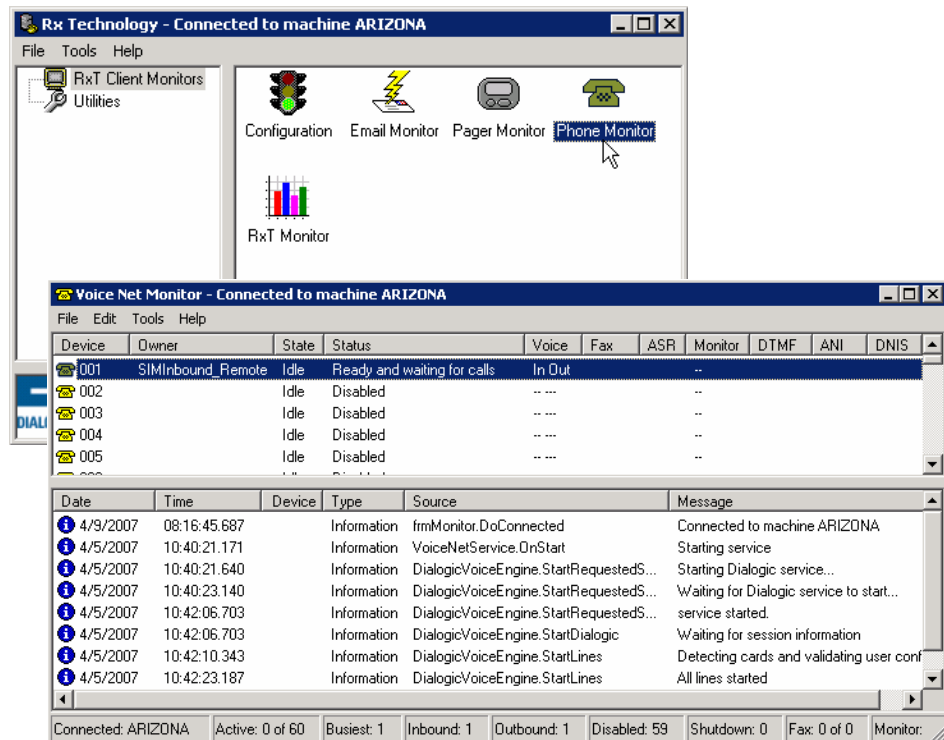 Rx Technology - Connected to machine ARIZONA
File Tools Help
RxT Client Monitors
Utilities
Configuration Email Monitor Pager Monitor Phone Monitor
RxT Monitor
Voice Net Monitor - Connected to machine ARIZONA
File Edit Tools Help
Device Owner State Status Voice Fax ASR Monitor DTMF ANI DNIS
001 SIMInbound_Remote Idle Ready and waiting for calls In Out --
002 Idle Disabled -- --- --
003 Idle Disabled -- --- --
004 Idle Disabled -- --- --
005 Idle Disabled -- --- --
Date Time Device Type Source Message
4/9/2007 08:16:45.687 Information frmMonitor.DoConnected Connected to machine ARIZONA
4/5/2007 10:40:21.171 Information VoiceNetService.OnStart Starting service
4/5/2007 10:40:21.640 Information DialogicVoiceEngine.StartRequestedS... Starting Dialogic service...
4/5/2007 10:40:23.140 Information DialogicVoiceEngine.StartRequestedS... Waiting for Dialogic service to start...
4/5/2007 10:42:06.703 Information DialogicVoiceEngine.StartRequestedS... service started.
4/5/2007 10:42:06.703 Information DialogicVoiceEngine.StartDialogic Waiting for session information
4/5/2007 10:42:10.343 Information DialogicVoiceEngine.StartLines Detecting cards and validating user conf
4/5/2007 10:42:23.187 Information DialogicVoiceEngine.StartLines All lines started
Connected: ARIZONA Active: 0 of 60 Busiest: 1 Inbound: 1 Outbound: 1 Disabled: 59 Shutdown: 0 Fax: 0 of 0 Monitor: